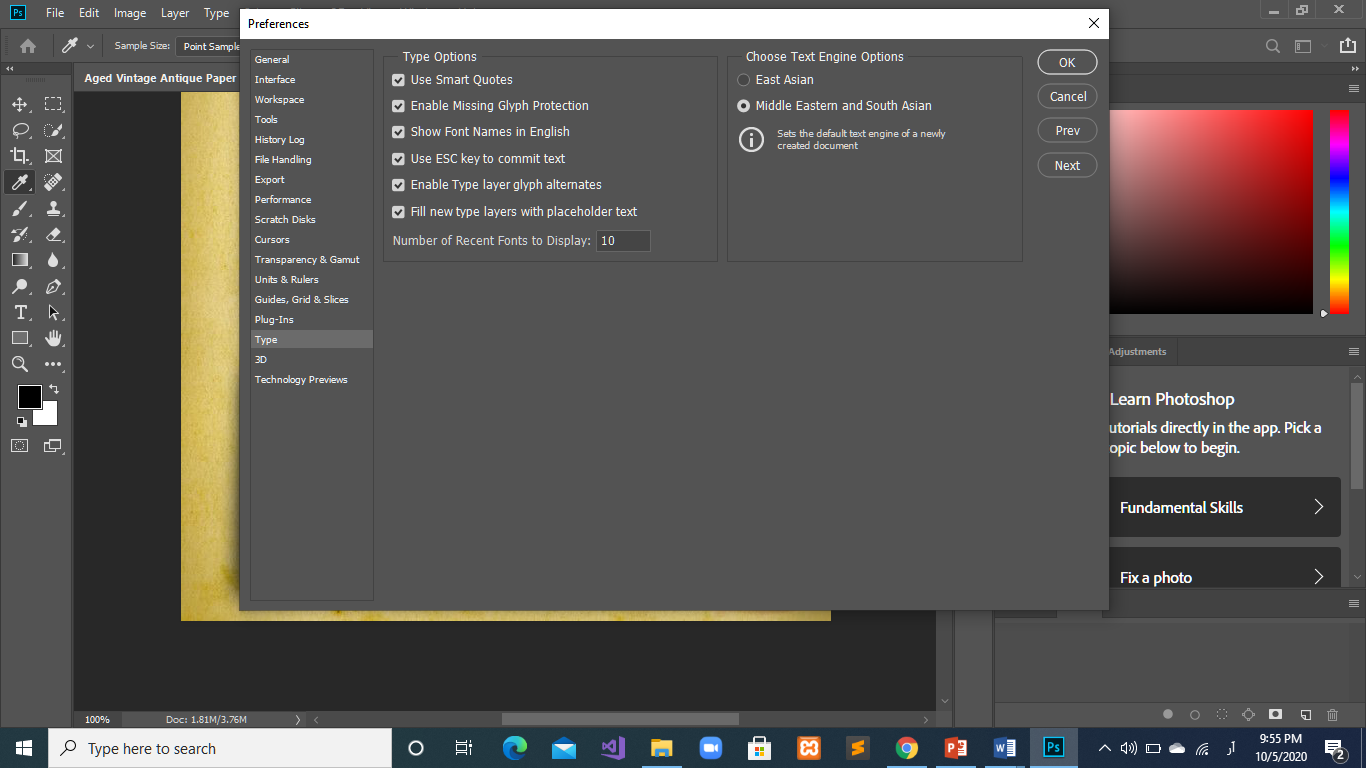 Ps File Edit Image Layer Type
Preferences
Sample Size: Point Sample
Aged Vintage Antique Paper
General
Interface
Workspace
Tools
History Log
File Handling
Export
Performance
Scratch Disks
Cursors
Transparency & Gamut
Units & Rulers
Guides, Grid & Slices
Plug-Ins
Type
3D
Technology Previews
Type Options
Use Smart Quotes
Enable Missing Glyph Protection
Show Font Names in English
Use ESC key to commit text
Enable Type layer glyph alternates
Fill new type layers with placeholder text
Number of Recent Fonts to Display: 10
Choose Text Engine Options
East Asian
Middle Eastern and South Asian
Sets the default text engine of a newly
created document
OK
Cancel
Prev
Next
Adjustments
Learn Photoshop
utorials directly in the app. Pick a
opic below to begin.
Fundamental Skills
Fix a photo
100% Doc: 1.81M/3.76M
Type here to search
Ps
9:55 PM
10/5/2020
2